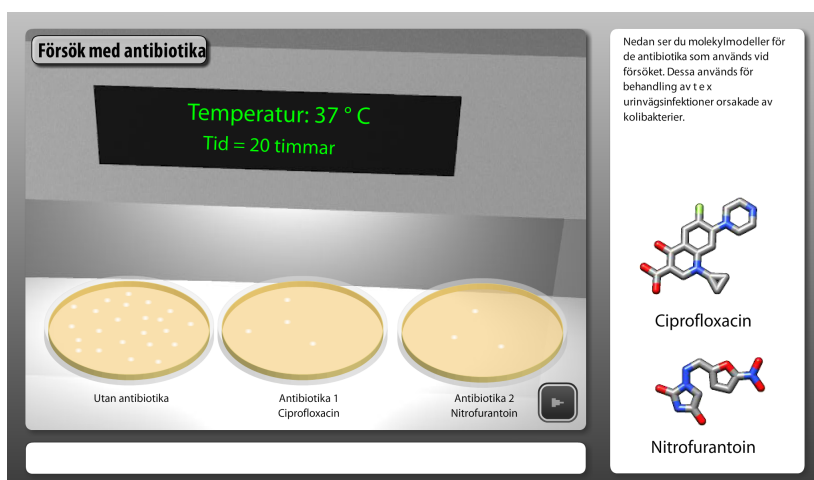 Försök med antibiotika
Temperatur: 37 ° C
Tid = 20 timmar
Utan antibiotika
Antibiotika 1
Ciprofloxacin
Antibiotika 2
Nitrofurantoin
Nedan ser du molekylmodeller för
de antibiotika som används vid
försöket. Dessa används för
behandling av t e x
urinvägsinfektioner orsakade av
kolibakterier.
Ciprofloxacin
Nitrofurantoin